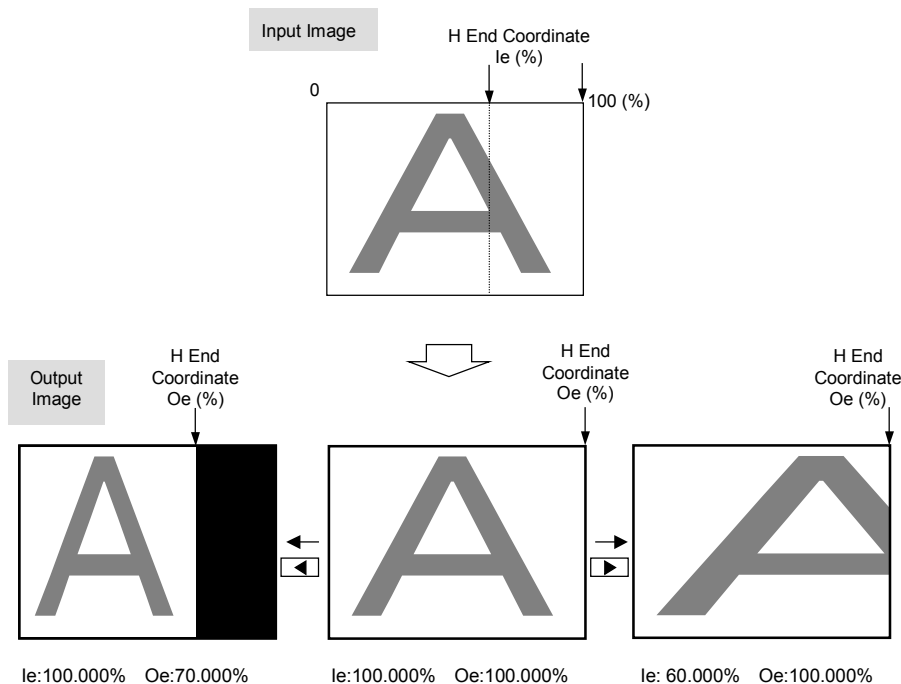 Input Image
H End Coordinate
Ie (%)
0
100 (%)
A
Output
Image
H End
Coordinate
Oe (%)
H End
Coordinate
Oe (%)
H End
Coordinate
Oe (%)
A
A
A
Ie:100.000% Oe:70.000%
Ie:100.000% Oe:100.000%
Ie: 60.000% Oe:100.000%